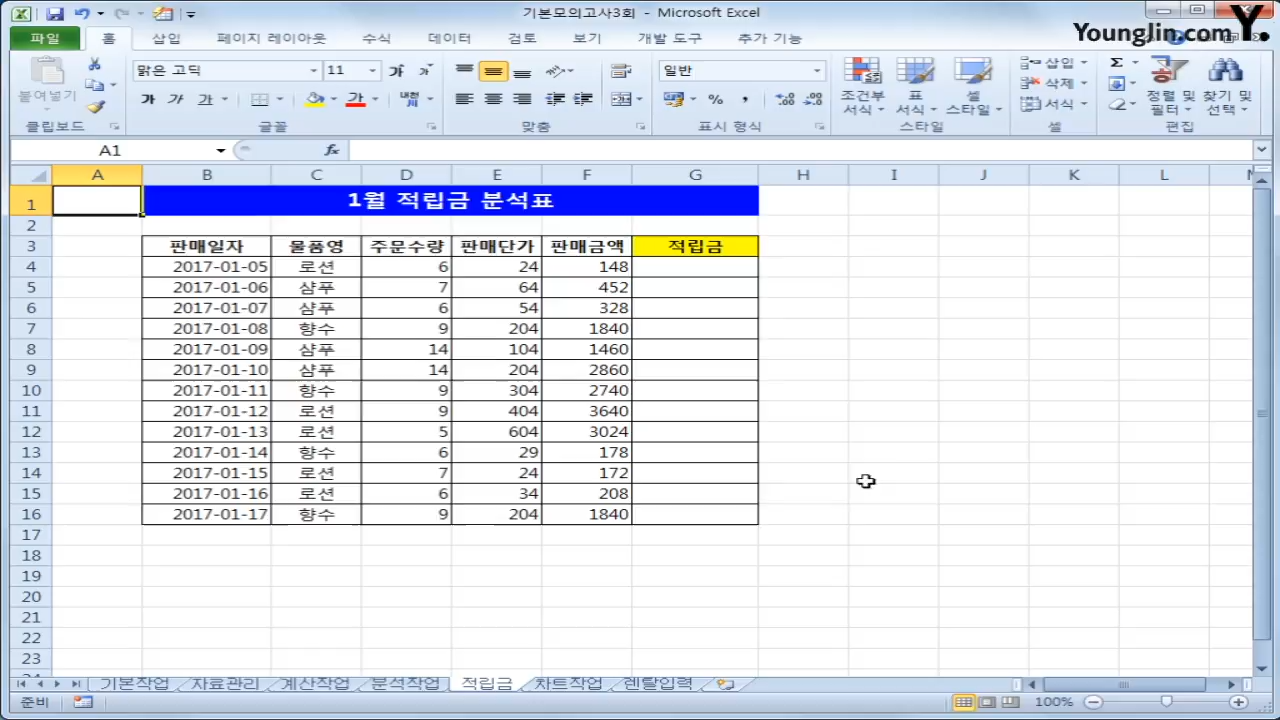 기본모의고사3회 - Microsoft Excel
Younglin.com Y.
파일 홈 삽입 페이지 레이아웃 수식 데이터 검토 보기 개발 도구 추가 기능
붙여넣기
맑은 고딕 11
가 가 가 가
일반
조건부 서식
표 서식
셀 스타일
삽입
삭제
서식
정렬 및 필터
찾기 및 선택
클립보드 글꼴 맞춤 표시 형식 스타일 셀 편집
A1 fx
A B C D E F G H I J K L
1 1월 적립금 분석표
2
3 판매일자 물품명 주문수량 판매단가 판매금액 적립금
4 2017-01-05 로션 6 24 148
5 2017-01-06 샴푸 7 64 452
6 2017-01-07 샴푸 6 54 328
7 2017-01-08 향수 9 204 1840
8 2017-01-09 샴푸 14 104 1460
9 2017-01-10 샴푸 14 204 2860
10 2017-01-11 향수 9 304 2740
11 2017-01-12 로션 9 404 3640
12 2017-01-13 로션 5 604 3024
13 2017-01-14 향수 6 29 178
14 2017-01-15 로션 7 24 172
15 2017-01-16 로션 6 34 208
16 2017-01-17 향수 9 204 1840
17
18
19
20
21
22
23
기본작업 자료관리 계산작업 분석작업 적립금 차트작업 렌탈입력
준비 100%